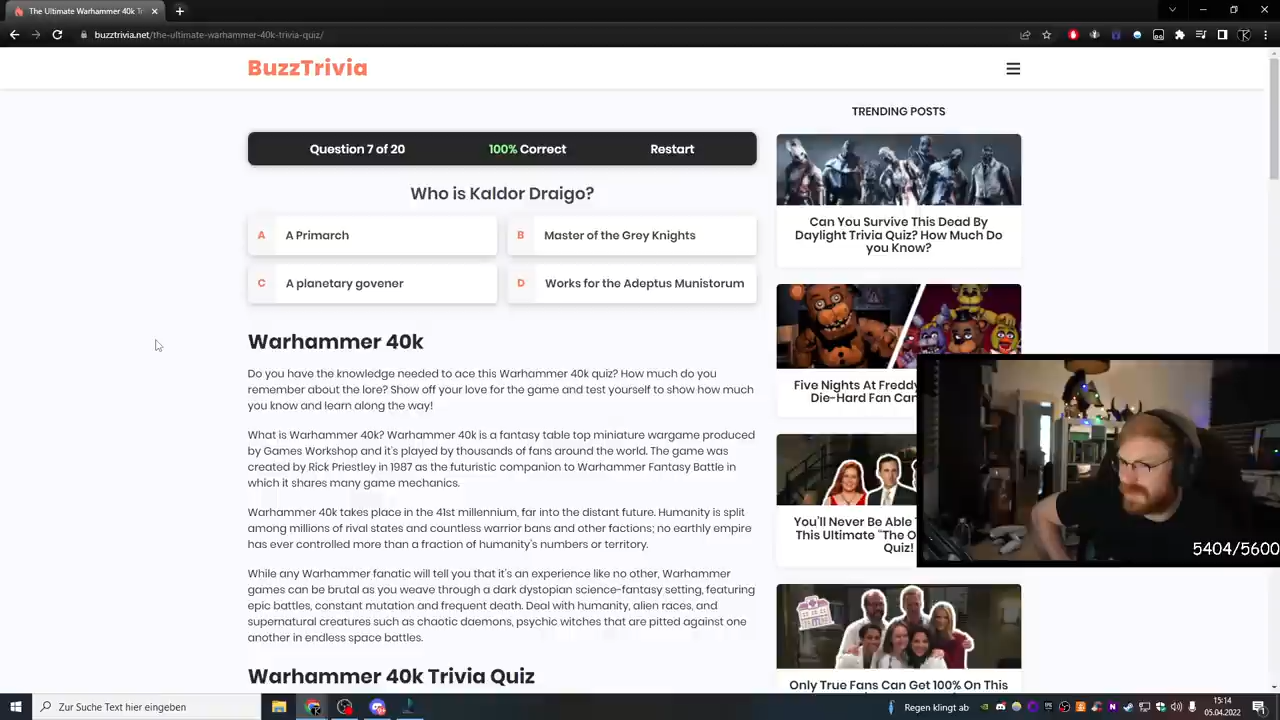 The Ultimate Warhammer 40k Tr
buzztrivia.net/the-ultimate-warhammer-40k-trivia-quiz/
BuzzTrivia
Question 7 of 20
100% Correct
Restart
Who is Kaldor Draigo?
A A Primarch
B Master of the Grey Knights
C A planetary govener
D Works for the Adeptus Munistorum
Warhammer 40k
Do you have the knowledge needed to ace this Warhammer 40k quiz? How much do you
remember about the lore? Show off your love for the game and test yourself to show how much
you know and learn along the way!
What is Warhammer 40k? Warhammer 40k is a fantasy table top miniature wargame produced
by Games Workshop and it's played by thousands of fans around the world. The game was
created by Rick Priestley in 1987 as the futuristic companion to Warhammer Fantasy Battle in
which it shares many game mechanics.
Warhammer 40k takes place in the 41st millennium, far into the distant future. Humanity is split
among millions of rival states and countless warrior bans and other factions; no earthly empire
has ever controlled more than a fraction of humanity's numbers or territory.
While any Warhammer fanatic will tell you that it's an experience like no other, Warhammer
games can be brutal as you weave through a dark dystopian science-fantasy setting, featuring
epic battles, constant mutation and frequent death. Deal with humanity, alien races, and
supernatural creatures such as chaotic daemons, psychic witches that are pitted against one
another in endless space battles.
Warhammer 40k Trivia Quiz
TRENDING POSTS
Can You Survive This Dead By
Daylight Trivia Quiz? How Much Do
you Know?
Five Nights At Freddy
Die-Hard Fan Can
You'll Never Be Able
This Ultimate "The O
Quiz!
Only True Fans Can Get 100% On This
5404/5600
Zur Suche Text hier eingeben
Regen klingt ab
15:14
05.04.2022